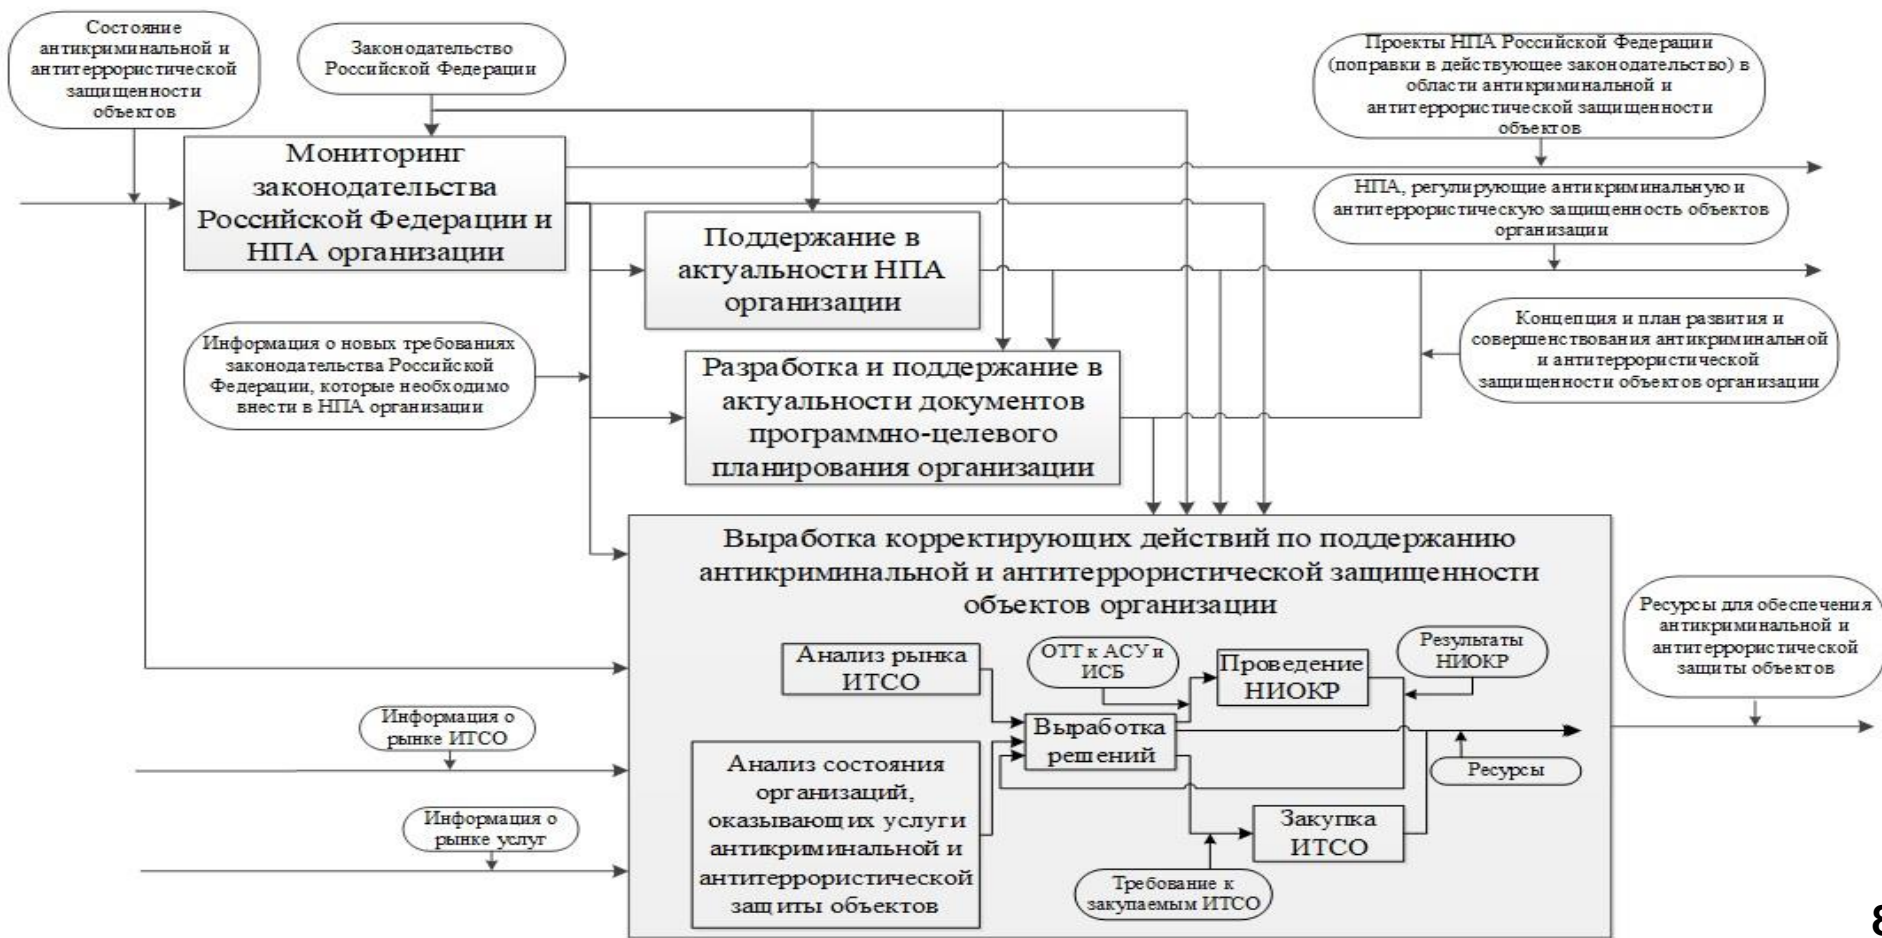 Состояние
антикриминальной и
антитеррористической
защищенности
объектов
Законодательство
Российской Федерации
Проекты НПА Российской Федерации
(поправки в действующее законодательство) в
области антикриминальной и
антитеррористической защищенности
объектов
Мониторинг
законодательства
Российской Федерации и
НПА организации
НПА, регулирующие антикриминальную и
антитеррористическую защищенность объектов
организации
Поддержание в
актуальности НПА
организации
Информация о новых требованиях
законодательства Российской
Федерации, которые необходимо
внести в НПА организации
Концепция и план развития и
совершенствования антикриминальной
и антитеррористической
защищенности объектов организации
Разработка и поддержание в
актуальности документов
программно-целевого
планирования организации
Выработка корректирующих действий по поддержанию
антикриминальной и антитеррористической защищенности
объектов организации
Ресурсы для обеспечения
антикриминальной и
антитеррористической
защиты объектов
Анализ рынка
ИТСО
ОТТ к АСУ и
ИСБ
Проведение
НИОКР
Результаты
НИОКР
Информация о
рынке ИТСО
Выработка
решений
Ресурсы
Анализ состояния
организаций,
оказывающих услуги
антикриминальной и
антитеррористической
защиты объектов
Информация о
рынке услуг
Закупка
ИТСО
Требование к
закупаемым ИТСО
8